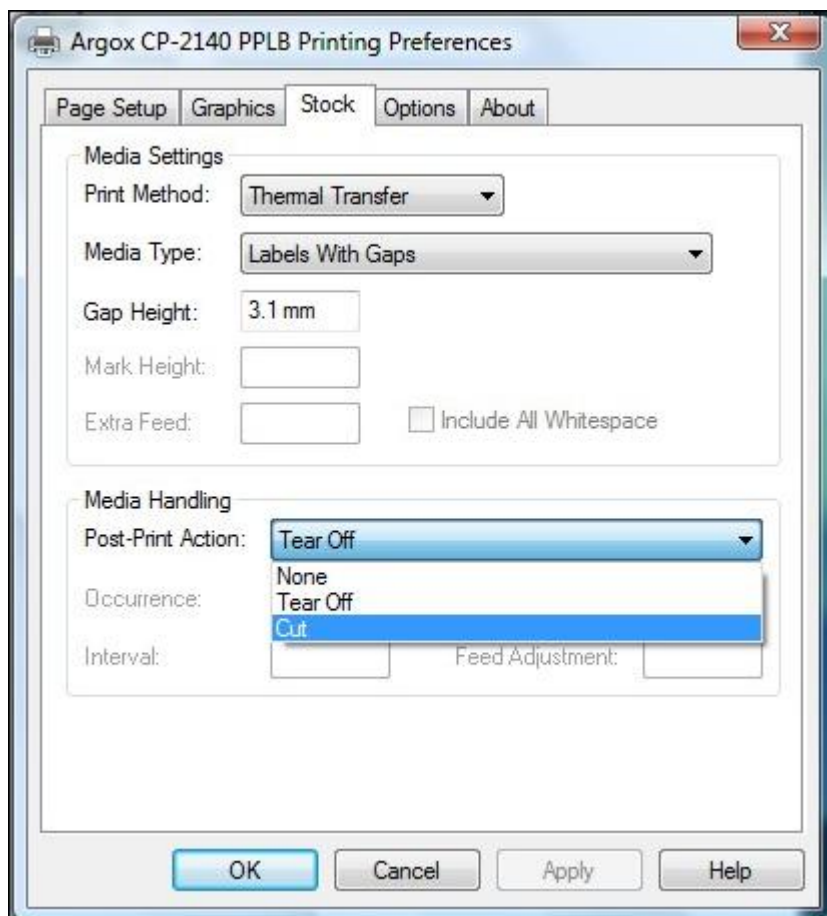 Argox CP-2140 PPLB Printing Preferences
Page Setup Graphics Stock Options About
Media Settings
Print Method: Thermal Transfer
Media Type: Labels With Gaps
Gap Height: 3.1 mm
Mark Height:
Extra Feed: Include All Whitespace
Media Handling
Post-Print Action: Tear Off
None
Occurrence: Tear Off
Cut
Interval: Feed Adjustment:
OK Cancel Apply Help